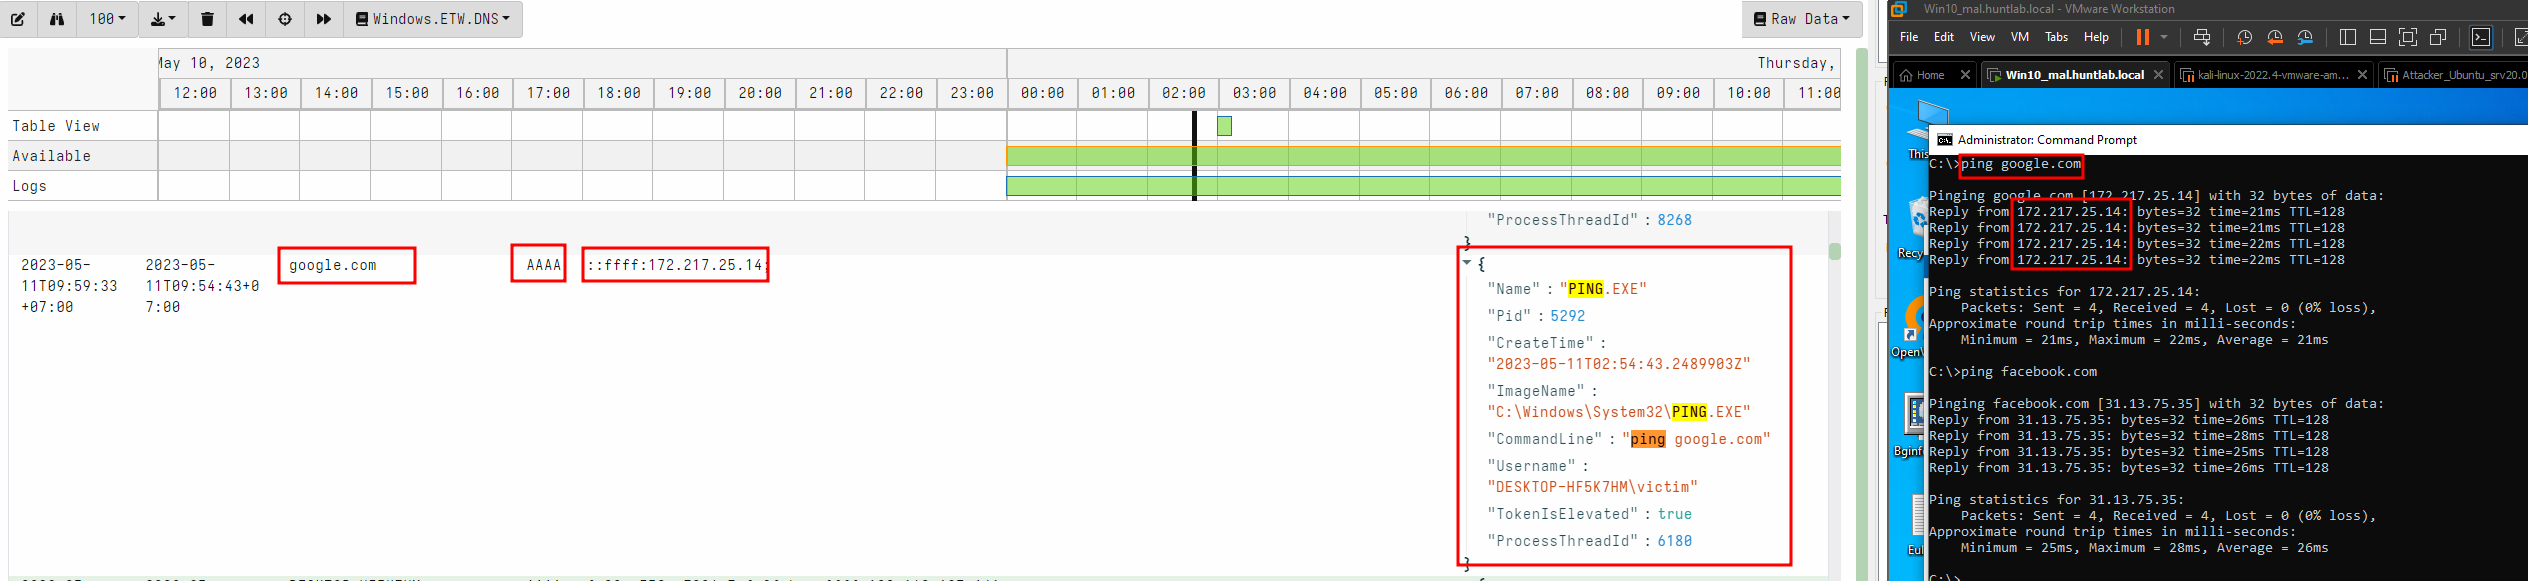 100
Windows.ETW.DNS
Raw Data
May 10, 2023
Thursday,
12:00 13:00 14:00 15:00 16:00 17:00 18:00 19:00 20:00 21:00 22:00 23:00 00:00 01:00 02:00 03:00 04:00 05:00 06:00 07:00 08:00 09:00 10:00 11:00
Table View
Available
Logs
"ProcessThreadId" : 8268
}
2023-05-11T09:59:33+07:00
2023-05-11T09:54:43+07:00
google.com
AAAA
::ffff:172.217.25.14;
{
"Name" : "PING.EXE"
"Pid" : 5292
"CreateTime" :
"2023-05-11T02:54:43.2489903Z"
"ImageName" :
"C:\Windows\System32\PING.EXE"
"CommandLine" : "ping google.com"
"Username" :
"DESKTOP-HF5K7HM\victim"
"TokenIsElevated" : true
"ProcessThreadId" : 6180
}
Win10_mal.huntlab.local - VMware Workstation
File Edit View VM Tabs Help
Home
Win10_mal.huntlab.local
kali-linux-2022.4-vmware-am...
Attacker_Ubuntu_srv20.0
This
Recy
OpenV
Bginf
Administrator: Command Prompt
C:\>ping google.com
Pinging google.com [172.217.25.14] with 32 bytes of data:
Reply from 172.217.25.14: bytes=32 time=21ms TTL=128
Reply from 172.217.25.14: bytes=32 time=21ms TTL=128
Reply from 172.217.25.14: bytes=32 time=22ms TTL=128
Reply from 172.217.25.14: bytes=32 time=22ms TTL=128
Ping statistics for 172.217.25.14:
Packets: Sent = 4, Received = 4, Lost = 0 (0% loss),
Approximate round trip times in milli-seconds:
Minimum = 21ms, Maximum = 22ms, Average = 21ms
C:\>ping facebook.com
Pinging facebook.com [31.13.75.35] with 32 bytes of data:
Reply from 31.13.75.35: bytes=32 time=26ms TTL=128
Reply from 31.13.75.35: bytes=32 time=28ms TTL=128
Reply from 31.13.75.35: bytes=32 time=25ms TTL=128
Reply from 31.13.75.35: bytes=32 time=26ms TTL=128
Ping statistics for 31.13.75.35:
Packets: Sent = 4, Received = 4, Lost = 0 (0% loss),
Approximate round trip times in milli-seconds:
Minimum = 25ms, Maximum = 28ms, Average = 26ms
C:\>